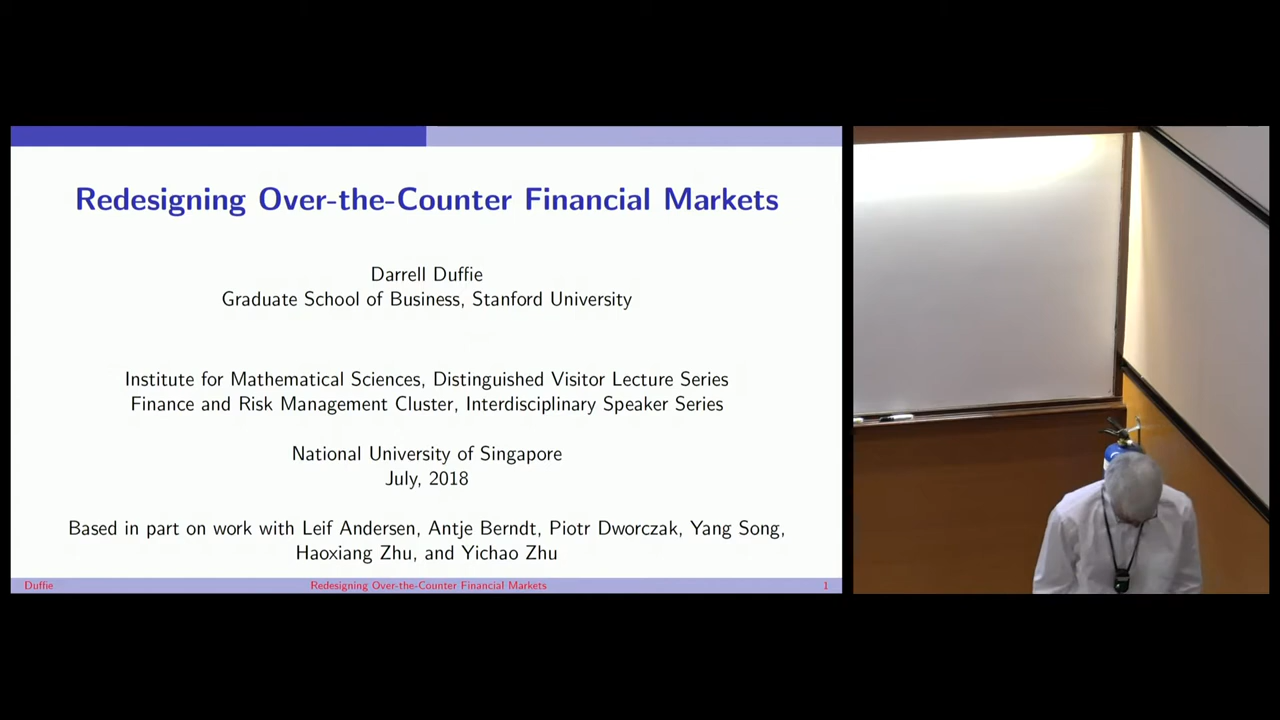 Redesigning Over-the-Counter Financial Markets
Darrell Duffie
Graduate School of Business, Stanford University
Institute for Mathematical Sciences, Distinguished Visitor Lecture Series
Finance and Risk Management Cluster, Interdisciplinary Speaker Series
National University of Singapore
July, 2018
Based in part on work with Leif Andersen, Antje Berndt, Piotr Dworczak, Yang Song,
Haoxiang Zhu, and Yichao Zhu
Duffie
Redesigning Over-the-Counter Financial Markets
1